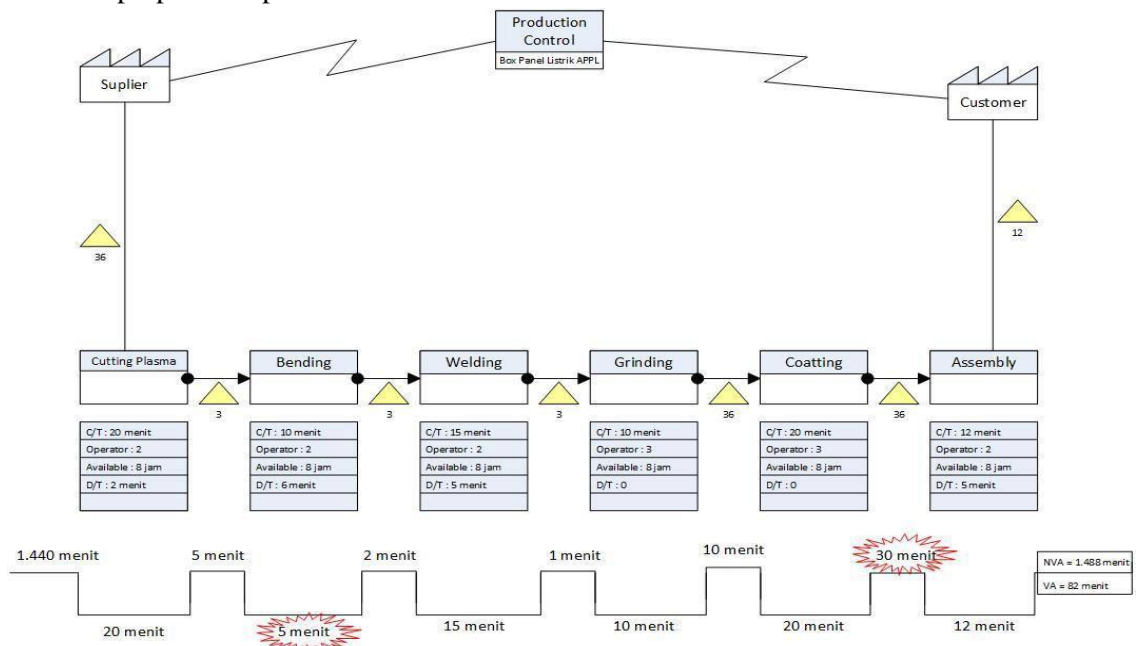 Production
Control
Box Panel Listrik APPL
Suplier
Customer
36
12
Cutting Plasma
Bending
Welding
Grinding
Coatting
Assembly
3
3
3
36
36
C/T : 20 menit
Operator : 2
Available : 8 jam
D/T : 2 menit
C/T : 10 menit
Operator : 2
Available : 8 jam
D/T : 6 menit
C/T : 15 menit
Operator : 2
Available : 8 jam
D/T : 5 menit
C/T : 10 menit
Operator : 3
Available : 8 jam
D/T : 0
C/T : 20 menit
Operator : 3
Available : 8 jam
D/T : 0
C/T : 12 menit
Operator : 2
Available : 8 jam
D/T : 5 menit
1.440 menit
5 menit
2 menit
1 menit
10 menit
30 menit
NVA = 1.488 menit
VA = 82 menit
20 menit
5 menit
15 menit
10 menit
20 menit
12 menit